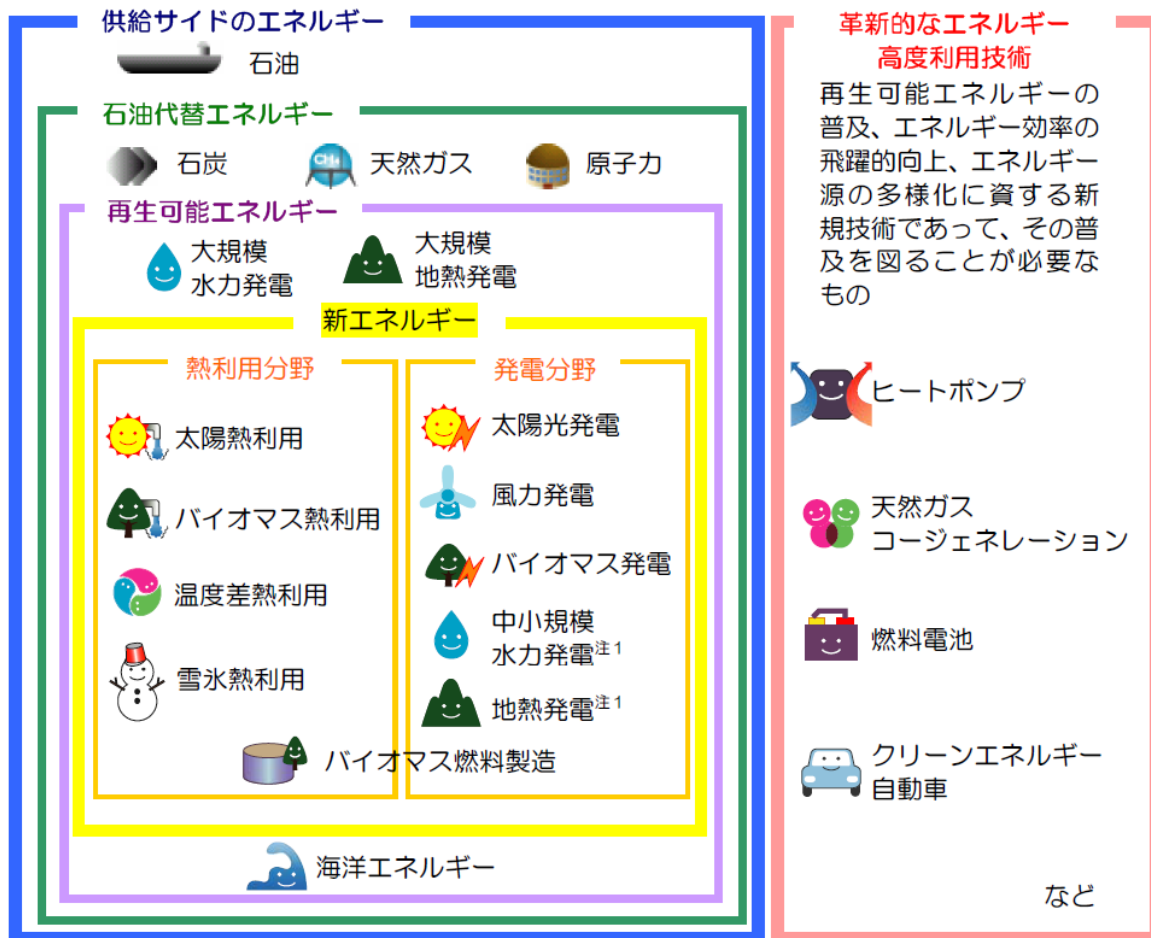 供給サイドのエネルギー
石油
石油代替エネルギー
石炭
CH4
天然ガス
原子力
再生可能エネルギー
大規模
水力発電
大規模
地熱発電
新エネルギー
熱利用分野
太陽熱利用
バイオマス熱利用
温度差熱利用
雪氷熱利用
発電分野
太陽光発電
風力発電
バイオマス発電
中小規模
水力発電注1
地熱発電注1
バイオマス燃料製造
海洋エネルギー
革新的なエネルギー
高度利用技術
再生可能エネルギーの
普及、エネルギー効率の
飛躍的向上、エネルギー
源の多様化に資する新
規技術であって、その普
及を図ることが必要な
もの
ヒートポンプ
天然ガス
コージェネレーション
燃料電池
クリーンエネルギー
自動車
など